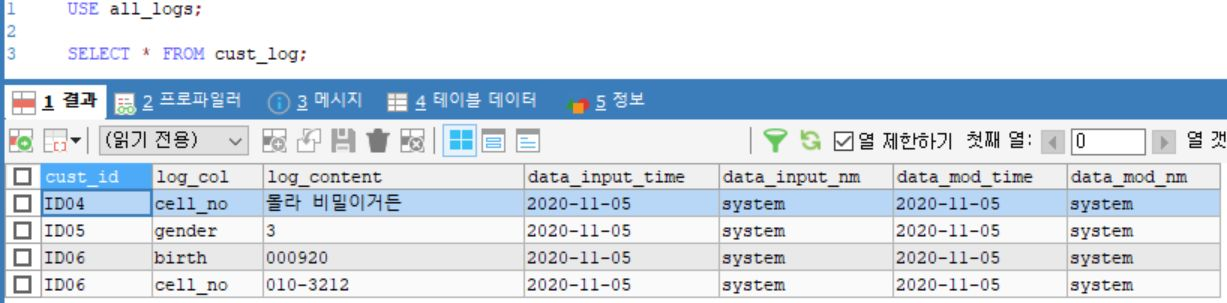 1 USE all_logs;
2
3 SELECT * FROM cust_log;
1 결과 2 프로파일러 3 메시지 4 테이블 데이터 5 정보
(읽기 전용) 열 제한하기 첫째 열: 0 열 갯
cust_id log_col log_content data_input_time data_input_nm data_mod_time data_mod_nm
ID04 cell_no 몰라 비밀이거든 2020-11-05 system 2020-11-05 system
ID05 gender 3 2020-11-05 system 2020-11-05 system
ID06 birth 000920 2020-11-05 system 2020-11-05 system
ID06 cell_no 010-3212 2020-11-05 system 2020-11-05 system